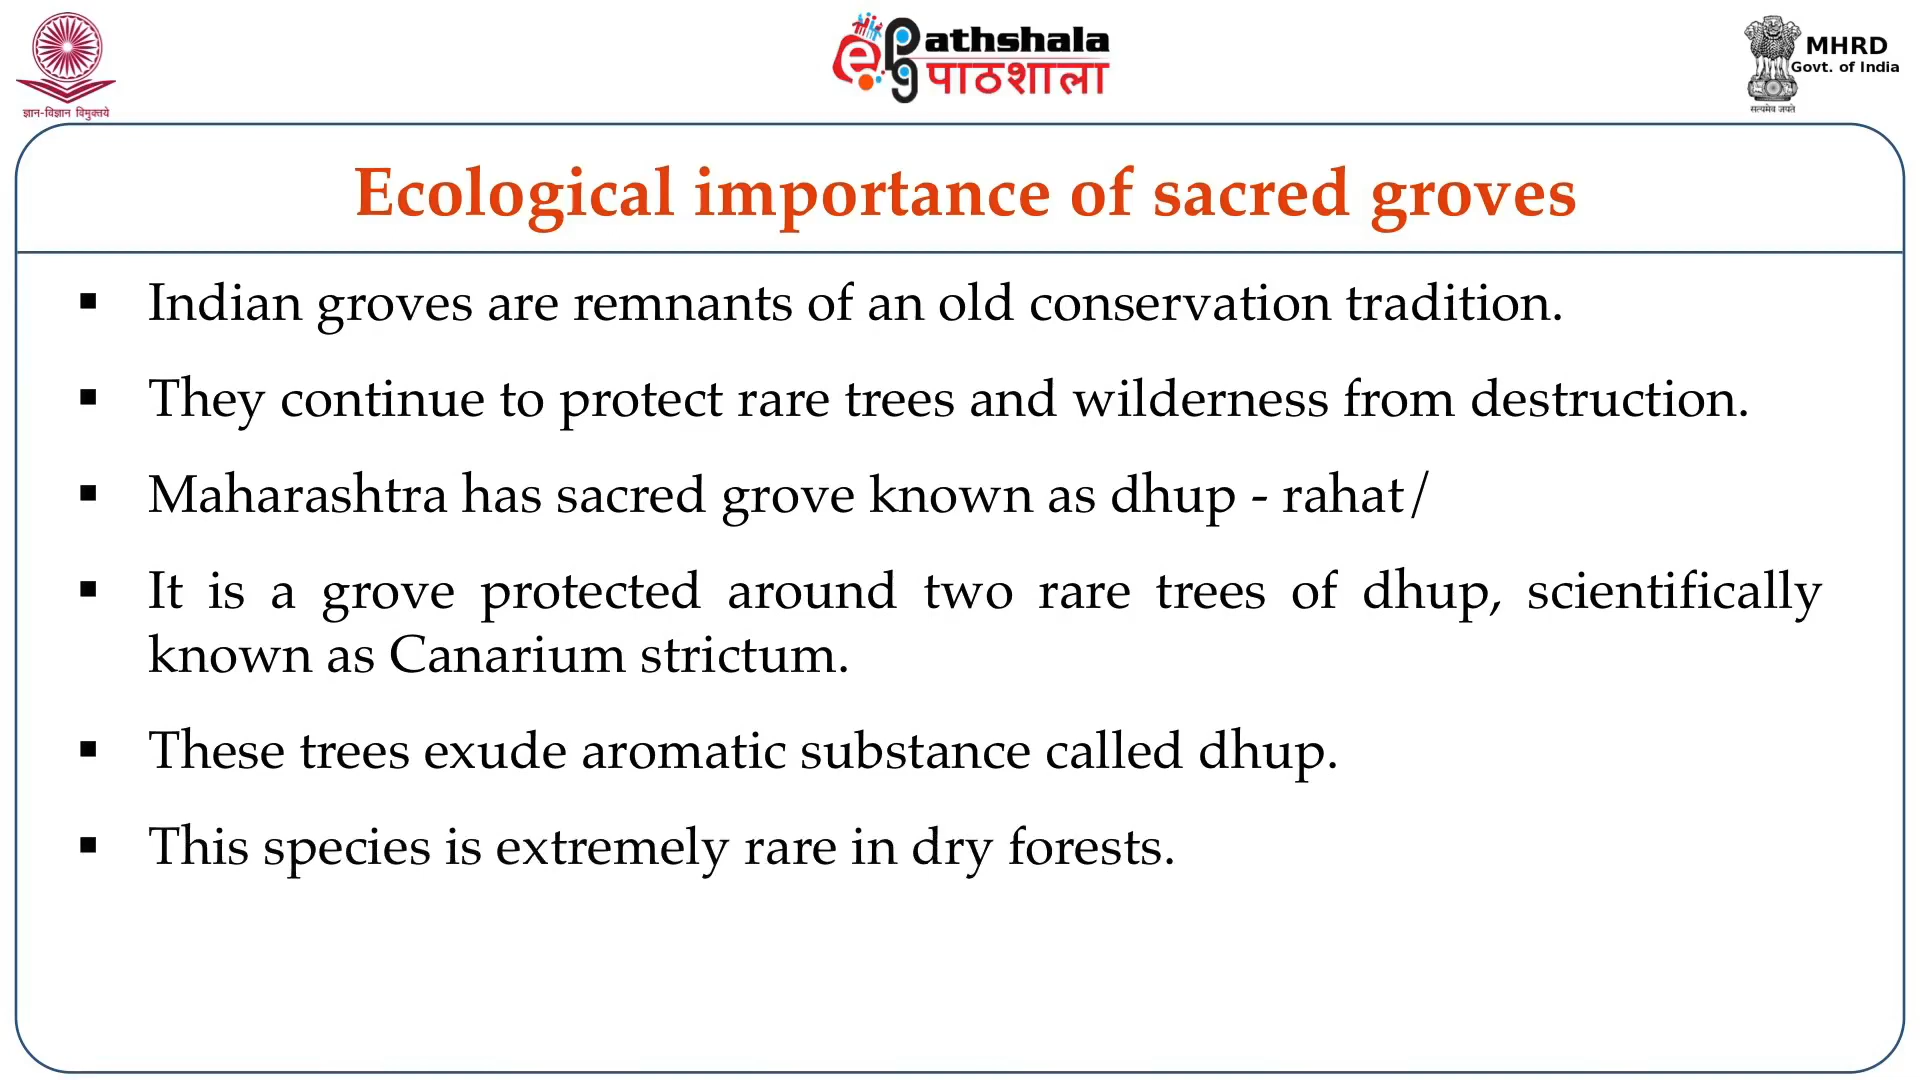 ज्ञान-विज्ञान विमुक्तये
ePG Pathshala
पाठशाला
MHRD
Govt. of India
सत्यमेव जयते
Ecological importance of sacred groves
▪ Indian groves are remnants of an old conservation tradition.
▪ They continue to protect rare trees and wilderness from destruction.
▪ Maharashtra has sacred grove known as dhup - rahat/
▪ It is a grove protected around two rare trees of dhup, scientifically
known as Canarium strictum.
▪ These trees exude aromatic substance called dhup.
▪ This species is extremely rare in dry forests.